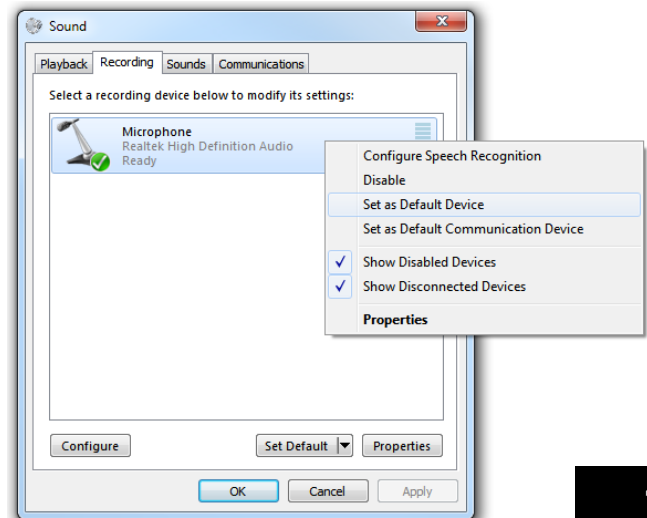 Sound
Playback Recording Sounds Communications
Select a recording device below to modify its settings:
Microphone
Realtek High Definition Audio
Ready
Configure Speech Recognition
Disable
Set as Default Device
Set as Default Communication Device
Show Disabled Devices
Show Disconnected Devices
Properties
Configure Set Default Properties
OK Cancel Apply